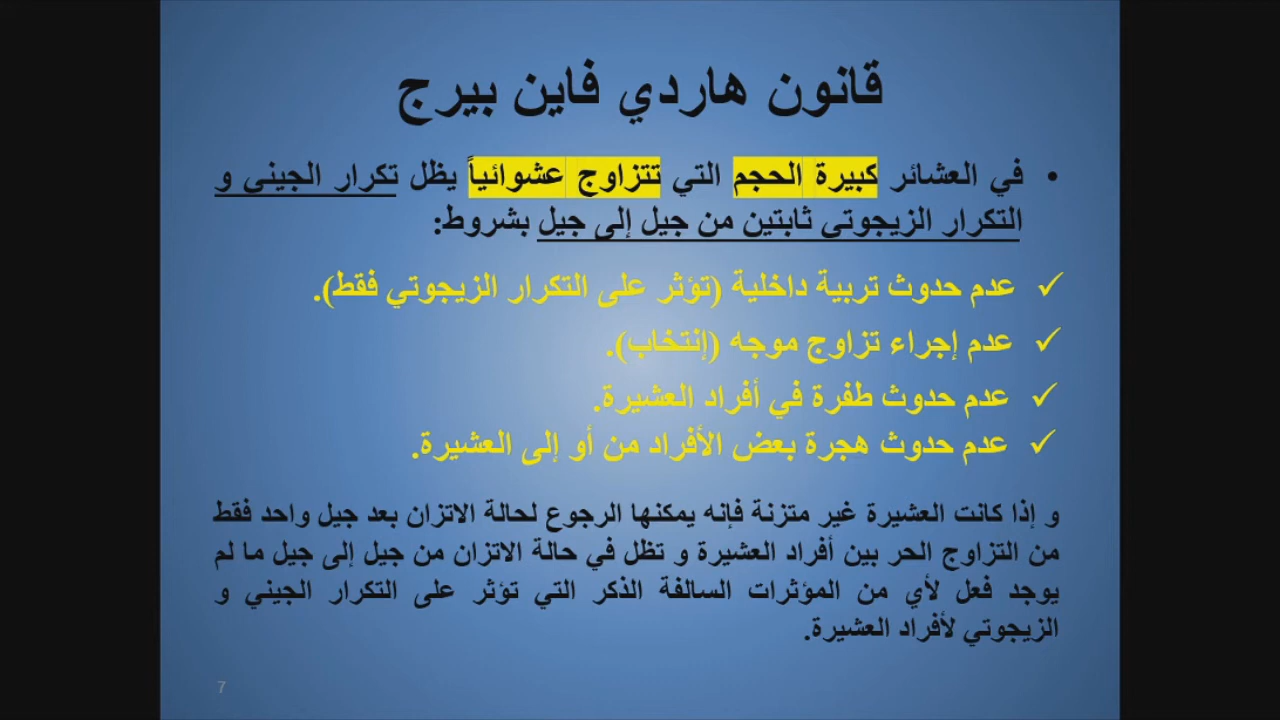 قانون هاردي فاين بيرج
• في العشائر كبيرة الحجم التي تتزاوج عشوائياً يظل تكرار الجيني و
التكرار الزيجوتي ثابتين من جيل إلى جيل بشروط:
✓ عدم حدوث تربية داخلية (تؤثر على التكرار الزيجوتي فقط).
✓ عدم إجراء تزاوج موجه (إنتخاب).
✓ عدم حدوث طفرة في أفراد العشيرة.
✓ عدم حدوث هجرة بعض الأفراد من أو إلى العشيرة.
و إذا كانت العشيرة غير متزنة فإنه يمكنها الرجوع لحالة الاتزان بعد جيل واحد فقط
من التزاوج الحر بين أفراد العشيرة و تظل في حالة الاتزان من جيل إلى جيل ما لم
يوجد فعل لأي من المؤثرات السالفة الذكر التي تؤثر على التكرار الجيني و
الزيجوتي لأفراد العشيرة.
7